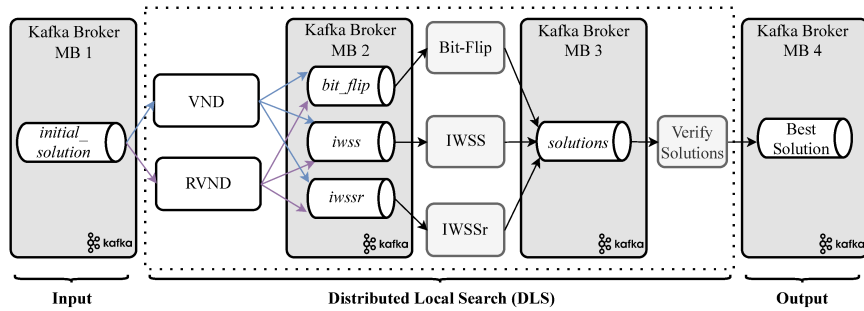 Kafka Broker
MB 1
initial_
solution
kafka
VND
RVND
Kafka Broker
MB 2
bit_flip
iwss
iwssr
kafka
Bit-Flip
IWSS
IWSSr
Kafka Broker
MB 3
solutions
kafka
Verify
Solutions
Kafka Broker
MB 4
Best
Solution
kafka
Input
Distributed Local Search (DLS)
Output